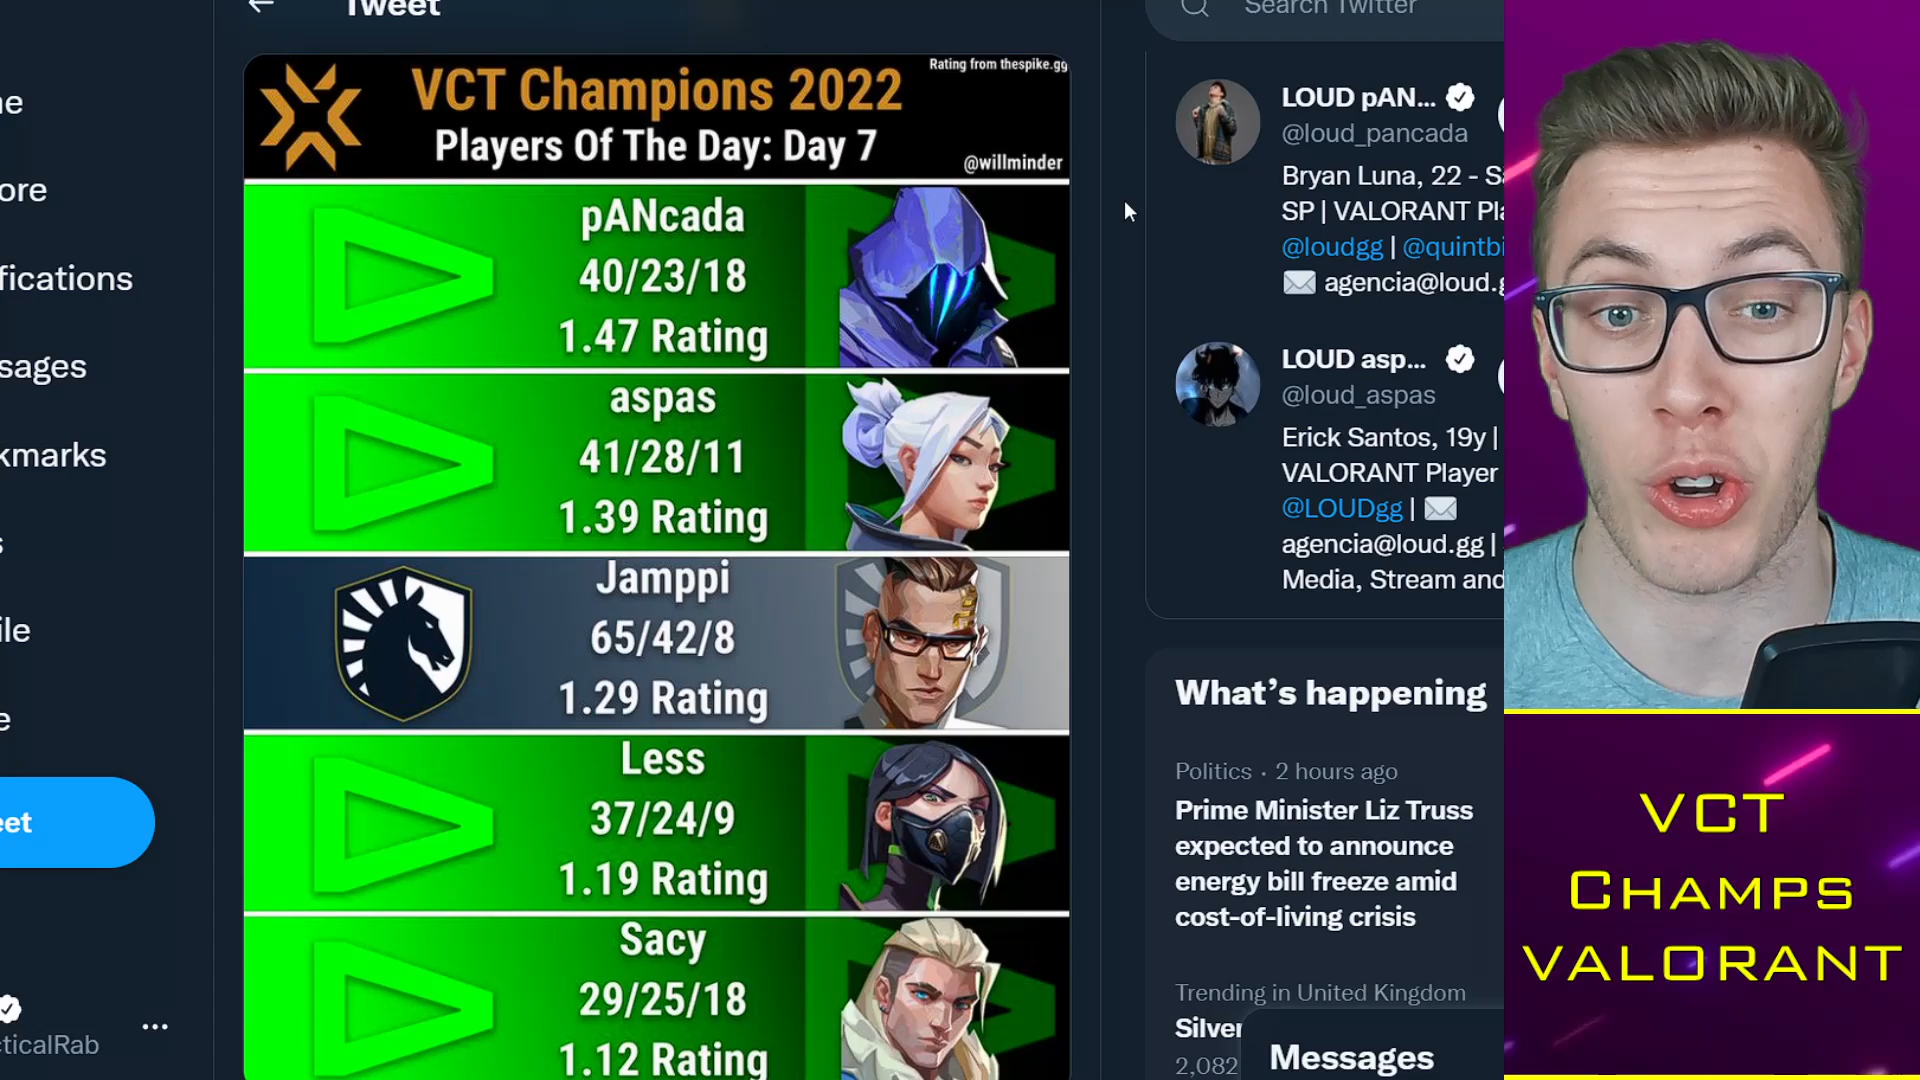 Tweet
Search Twitter
ne
ore
fications
sages
kmarks
s
ile
e
eet
cticalRab
...
Rating from thespike.gg
VCT Champions 2022
Players Of The Day: Day 7
@willminder
pANcada
40/23/18
1.47 Rating
aspas
41/28/11
1.39 Rating
Jamppi
65/42/8
1.29 Rating
Less
37/24/9
1.19 Rating
Sacy
29/25/18
1.12 Rating
LOUD pAN...
@loud_pancada
Bryan Luna, 22 - Sa
SP | VALORANT Pla
@loudgg | @quintbi
agencia@loud.g
LOUD asp...
@loud_aspas
Erick Santos, 19y |
VALORANT Player
@LOUDgg |
agencia@loud.gg |
Media, Stream and
What's happening
Politics · 2 hours ago
Prime Minister Liz Truss
expected to announce
energy bill freeze amid
cost-of-living crisis
Trending in United Kingdom
Silver
2,082
Messages
VCT
CHAMPS
VALORANT